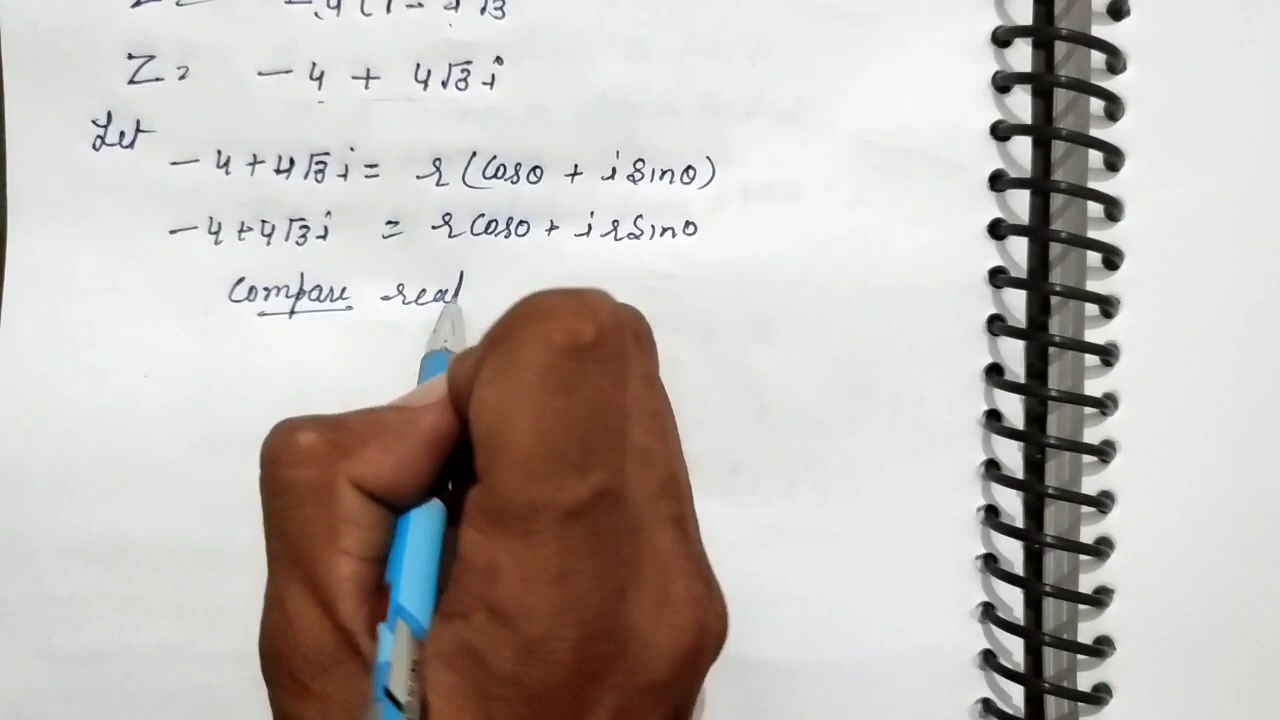 Z = -4 + 4√3 i
Let
-4+4√3 i = r (Cosθ + i Sinθ)
-4+4√3 i = r Cosθ + i r Sinθ
Compare real